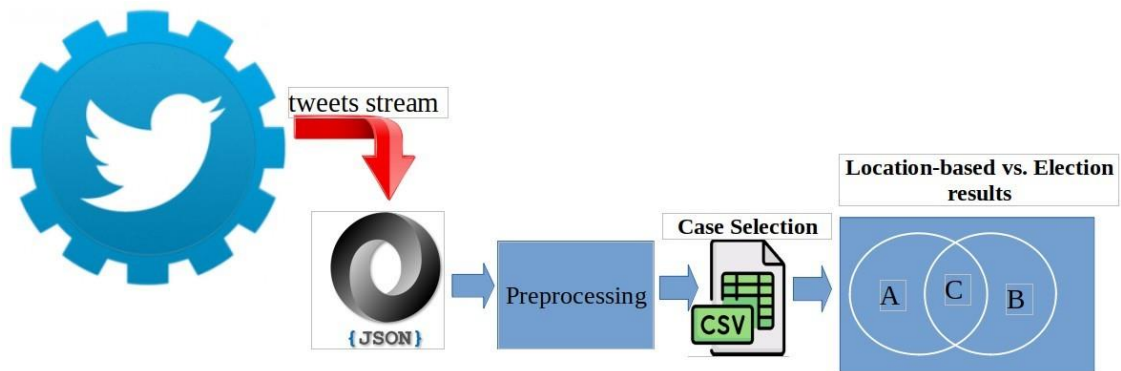 tweets stream
{JSON}
Preprocessing
Case Selection
CSV
Location-based vs. Election
results
A
C
B